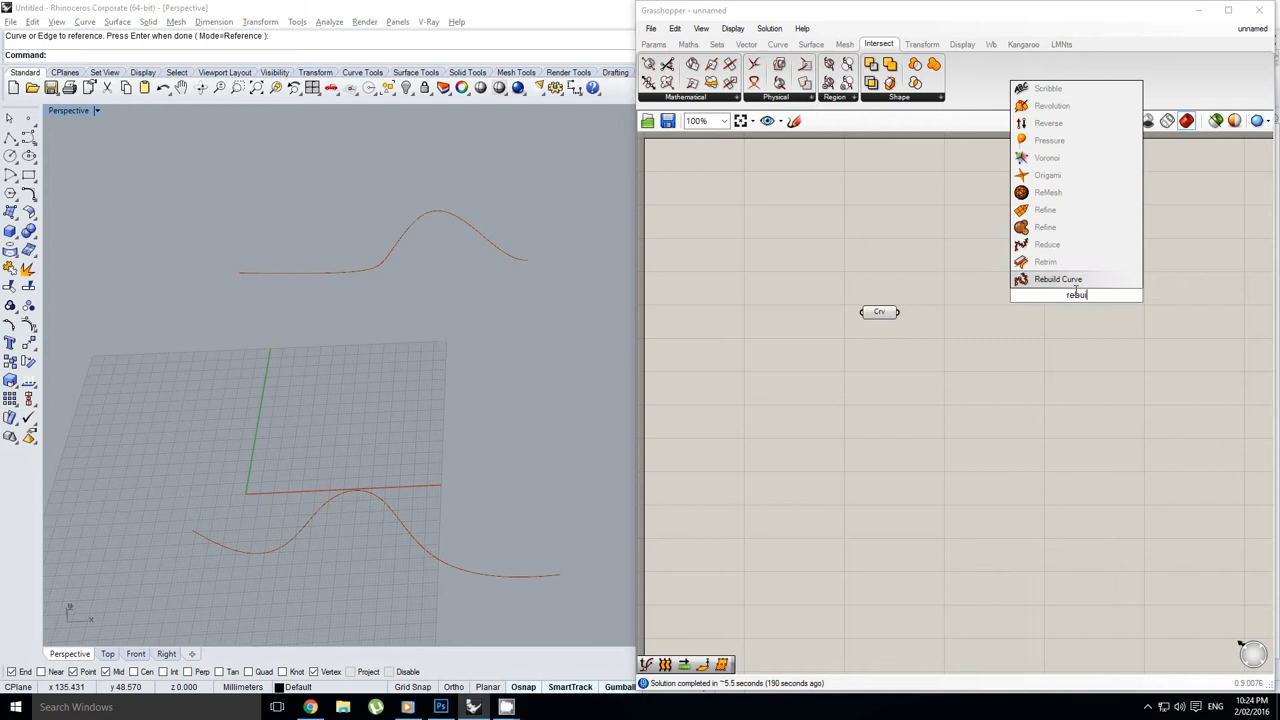 Untitled - Rhinoceros Corporate (64-bit) - [Perspective]
File Edit View Curve Surface Solid Mesh Dimension Transform Tools Analyze Render Panels V-Ray Help
Curve or Edge to reference. Press Enter when done ( Mode=Reference ):
Command:
Standard CPlanes Set View Display Select Viewport Layout Visibility Transform Curve Tools Surface Tools Solid Tools Mesh Tools Render Tools Drafting
Perspective
x
Perspective Top Front Right
End Near Point Mid Cen Int Perp Tan Quad Knot Vertex Project Disable
CPlane x 135.431 y 48.570 z 0.000 Millimeters Default Grid Snap Ortho Planar Osnap SmartTrack Gumball
Grasshopper - unnamed
File Edit View Display Solution Help unnamed
Params Maths Sets Vector Curve Surface Mesh Intersect Transform Display Wb Kangaroo LMNts
Mathematical Physical Region Shape
100%
Scribble
Revolution
Reverse
Pressure
Voronoi
Origami
ReMesh
Refine
Refine
Reduce
Retrim
Rebuild Curve
rebui
Crv
Solution completed in ~5.5 seconds (190 seconds ago) 0.9.0076
Search Windows
ENG
10:24 PM
2/02/2016